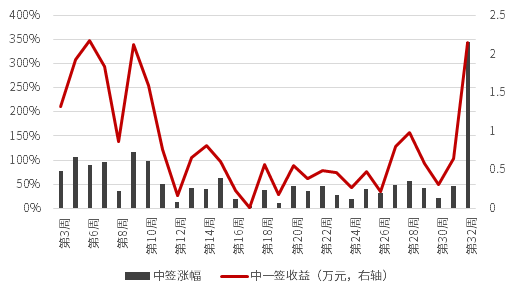 400%
350%
300%
250%
200%
150%
100%
50%
0%
2.5
2
1.5
1
0.5
0
第3周
第6周
第8周
第10周
第12周
第14周
第16周
第18周
第20周
第22周
第24周
第26周
第28周
第30周
第32周
中签涨幅
中一签收益（万元，右轴）